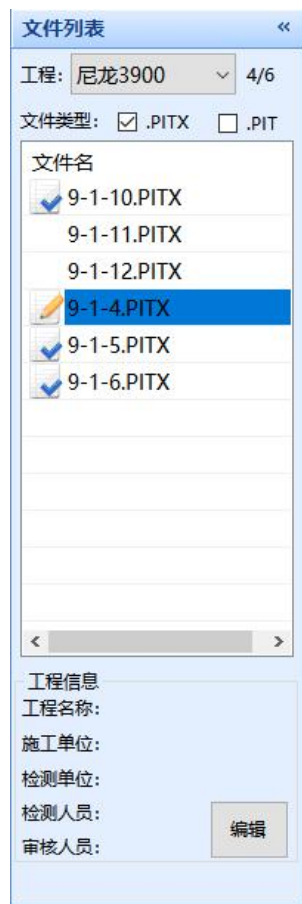 文件列表 «
工程: 尼龙3900 4/6
文件类型: .PITX .PIT
文件名
9-1-10.PITX
9-1-11.PITX
9-1-12.PITX
9-1-4.PITX
9-1-5.PITX
9-1-6.PITX
工程信息
工程名称:
施工单位:
检测单位:
检测人员:
编辑
审核人员: